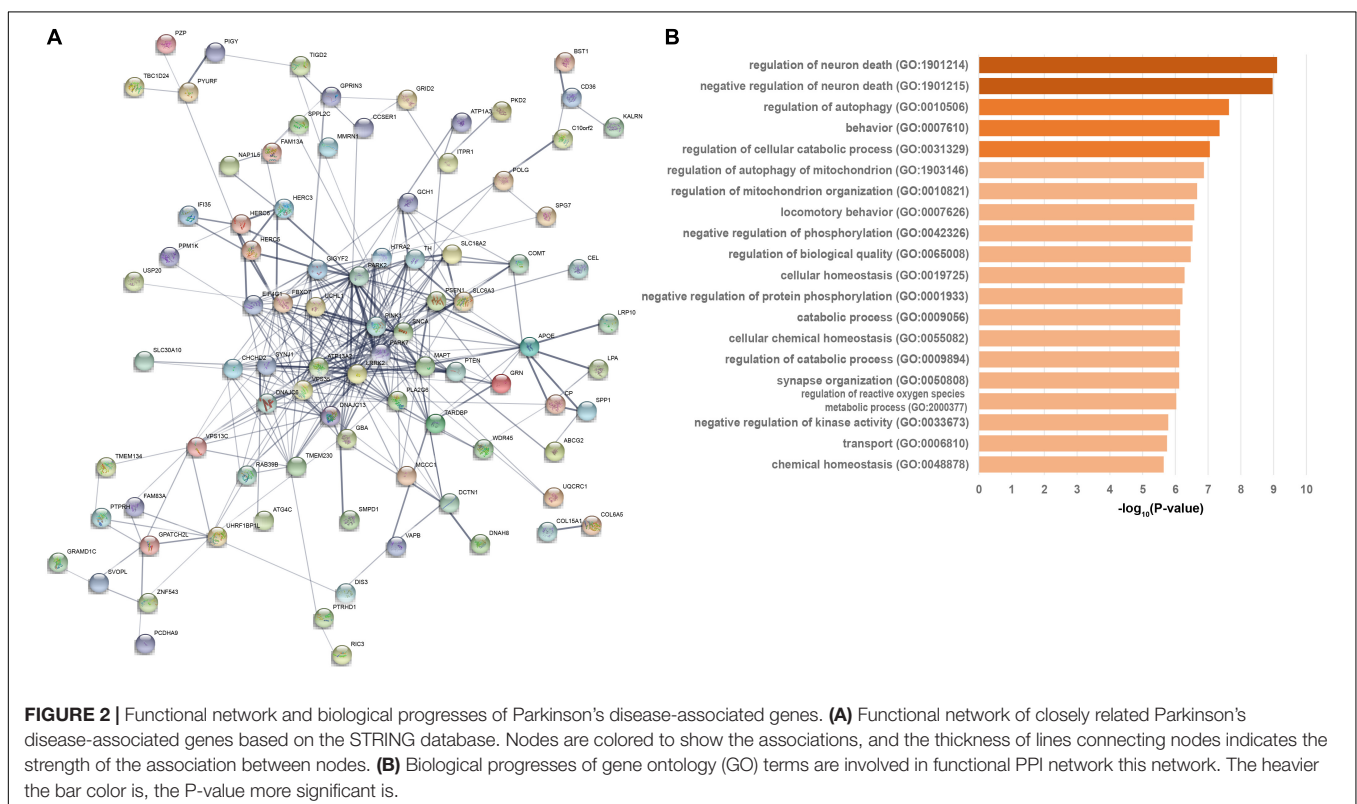 A
PZP
PIGY
TIGD2
TBC1D24
PYURF
GPRIN3
GRID2
ATP1A3
PKD2
BST1
CD36
KALRN
C10orf2
SPPL2C
CCSER1
MMRN1
FAM13A
NAP1L5
ITPR1
POLG
SPG7
GCH1
IFI35
HERC6
HERC3
HERC5
PPM1K
USP20
GIGYF2
PARK2
HTRA2
TH
SLC18A2
COMT
CEL
EIF4G1
FBXO7
UCHL1
PSEN1
SLC6A3
PINK1
SNCA
PARK7
APOE
LRP10
SLC30A10
CHCHD2
SYNJ1
ATP13A2
LRRK2
MAPT
PTEN
GRN
LPA
VPS35
DNAJC6
DNAJC13
PLA2G6
CP
SPP1
TARDBP
GBA
WDR45
ABCG2
VPS13C
TMEM134
RAB39B
TMEM230
MCCC1
UQCRC1
PTPRH
FAM83A
ATG4C
SMPD1
DCTN1
COL15A1
COL6A5
GPATCH2L
UHRF1BP1L
VAPB
DNAH8
GRAMD1C
SVOPL
ZNF543
DIS3
PTRHD1
PCDHA9
RIC3
B
regulation of neuron death (GO:1901214)
negative regulation of neuron death (GO:1901215)
regulation of autophagy (GO:0010506)
behavior (GO:0007610)
regulation of cellular catabolic process (GO:0031329)
regulation of autophagy of mitochondrion (GO:1903146)
regulation of mitochondrion organization (GO:0010821)
locomotory behavior (GO:0007626)
negative regulation of phosphorylation (GO:0042326)
regulation of biological quality (GO:0065008)
cellular homeostasis (GO:0019725)
negative regulation of protein phosphorylation (GO:0001933)
catabolic process (GO:0009056)
cellular chemical homeostasis (GO:0055082)
regulation of catabolic process (GO:0009894)
synapse organization (GO:0050808)
regulation of reactive oxygen species
metabolic process (GO:2000377)
negative regulation of kinase activity (GO:0033673)
transport (GO:0006810)
chemical homeostasis (GO:0048878)
0 1 2 3 4 5 6 7 8 9 10
-log10(P-value)
FIGURE 2 | Functional network and biological progresses of Parkinson's disease-associated genes. (A) Functional network of closely related Parkinson's
disease-associated genes based on the STRING database. Nodes are colored to show the associations, and the thickness of lines connecting nodes indicates the
strength of the association between nodes. (B) Biological progresses of gene ontology (GO) terms are involved in functional PPI network this network. The heavier
the bar color is, the P-value more significant is.